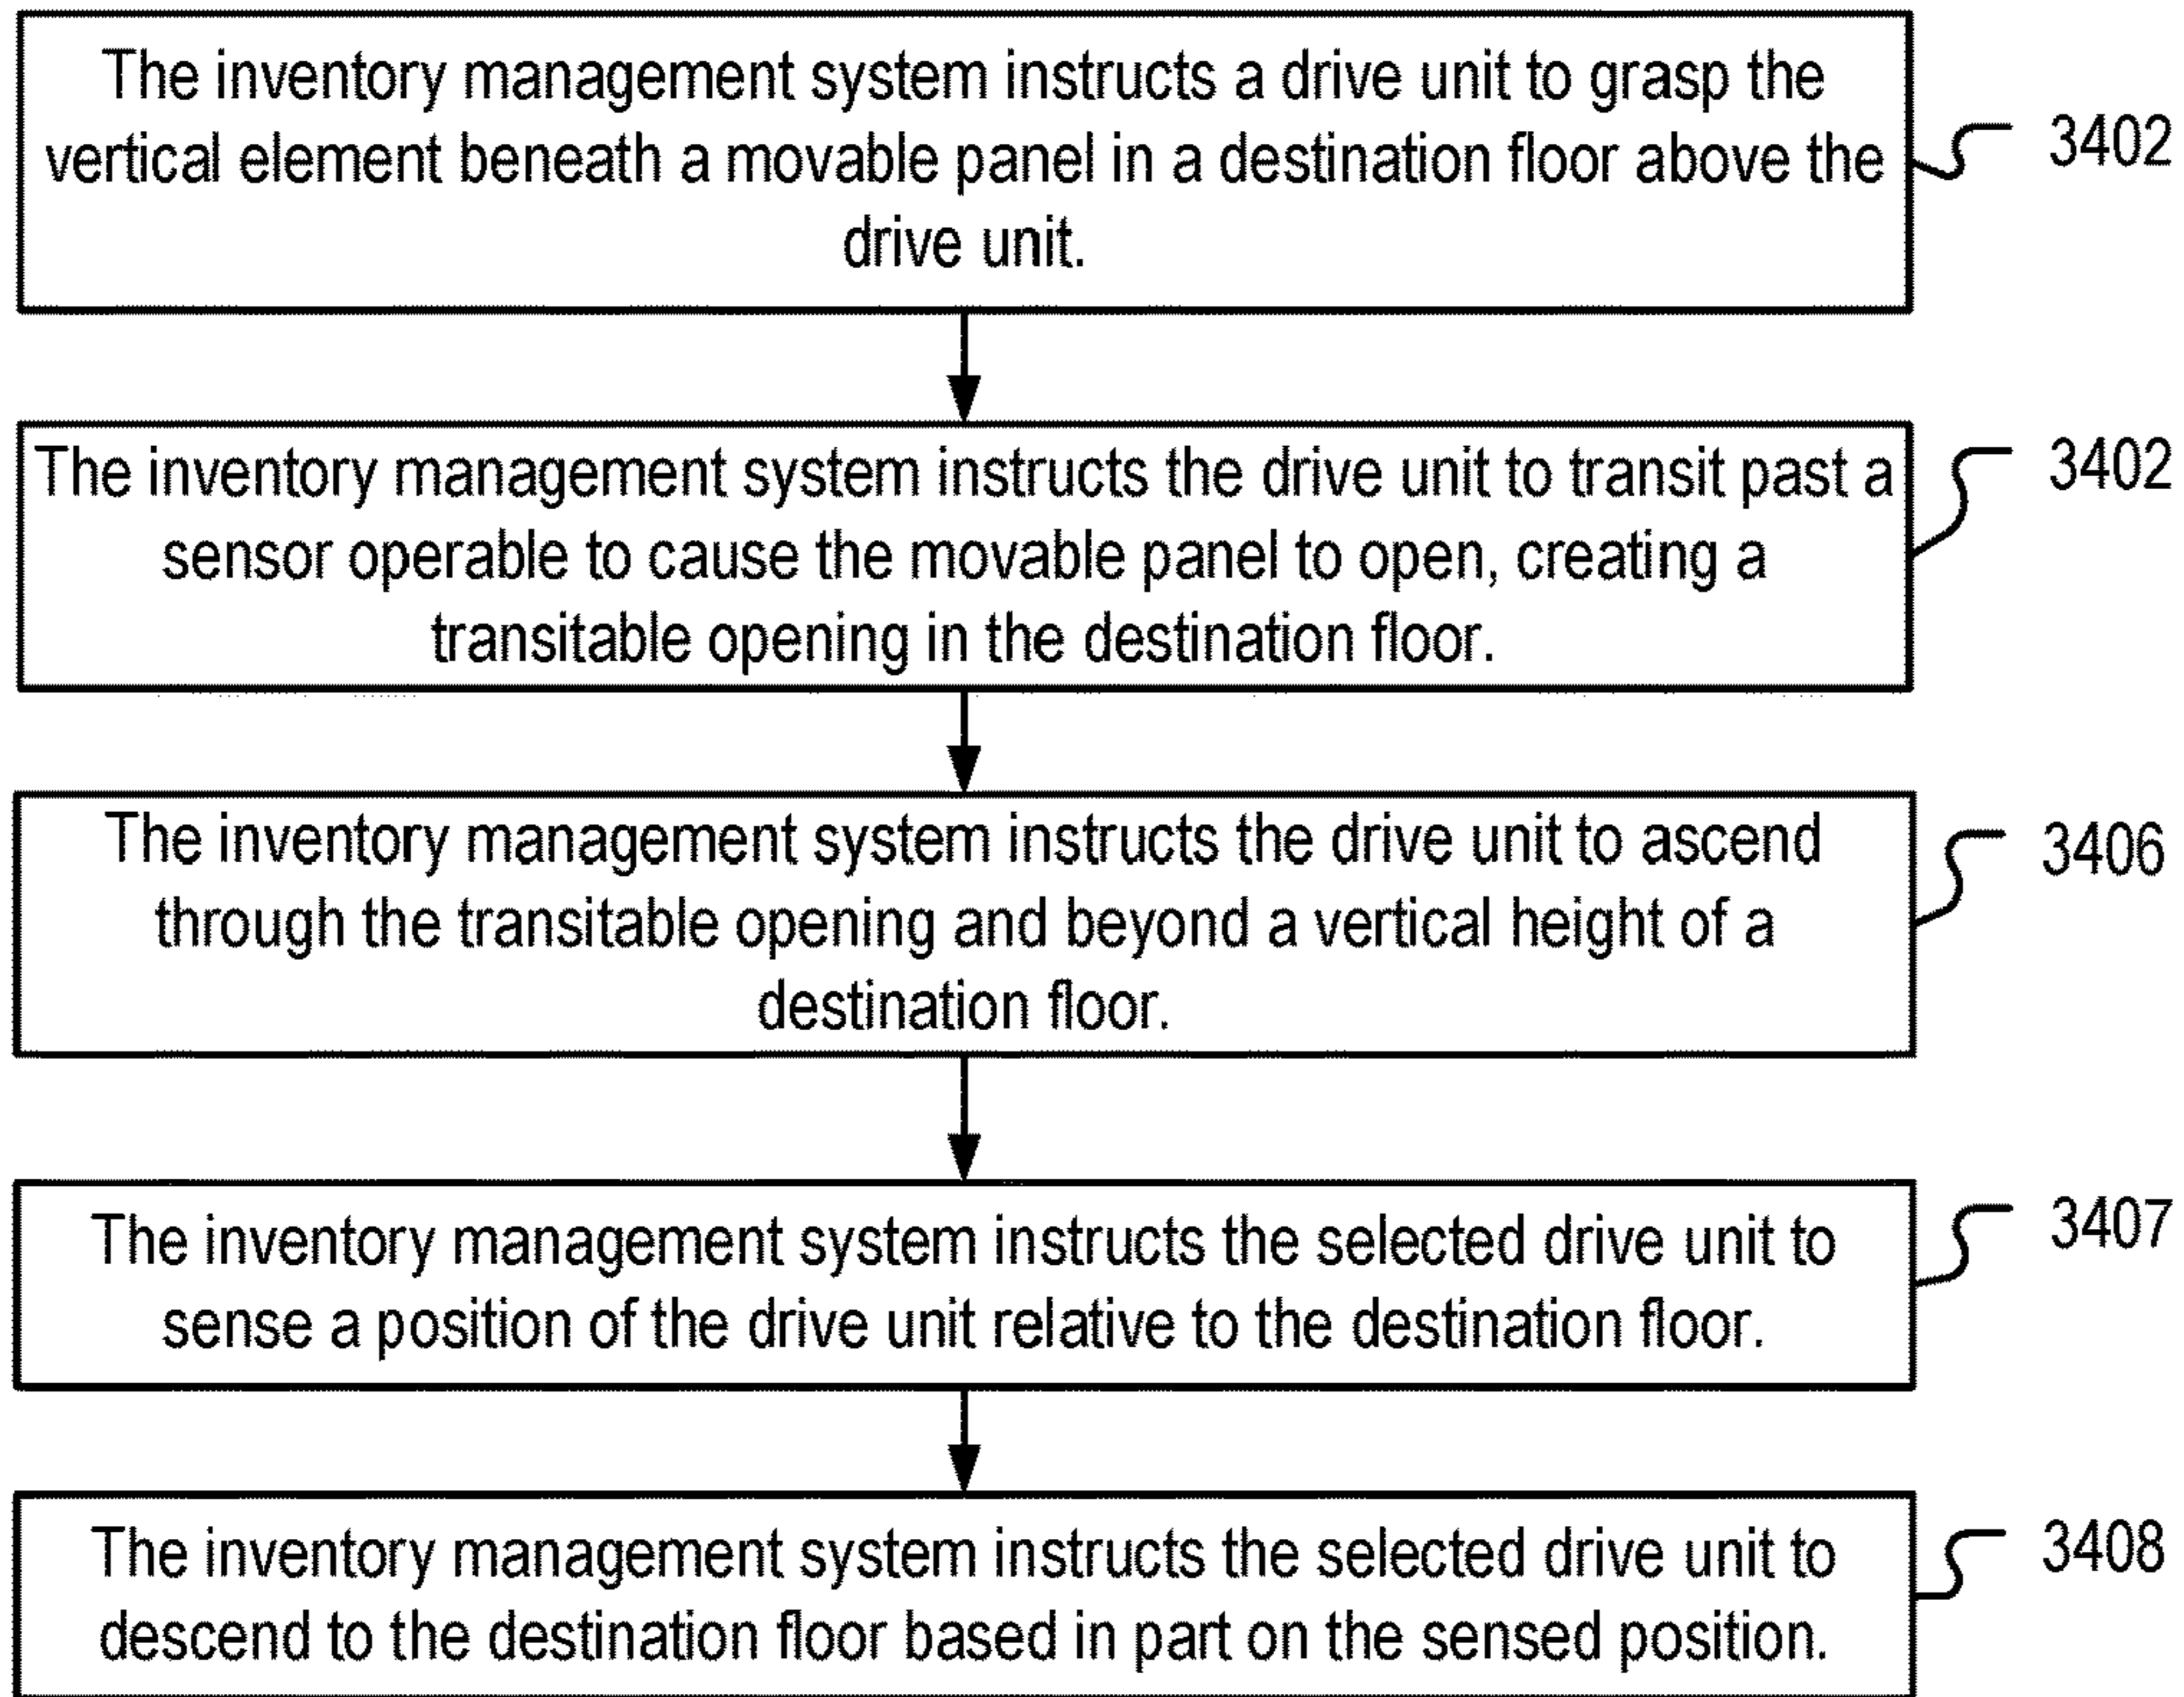 The inventory management system instructs a drive unit to grasp the
vertical element beneath a movable panel in a destination floor above the
drive unit.
3402
The inventory management system instructs the drive unit to transit past a
sensor operable to cause the movable panel to open, creating a
transitable opening in the destination floor.
3402
The inventory management system instructs the drive unit to ascend
through the transitable opening and beyond a vertical height of a
destination floor.
3406
The inventory management system instructs the selected drive unit to
sense a position of the drive unit relative to the destination floor.
3407
The inventory management system instructs the selected drive unit to
descend to the destination floor based in part on the sensed position.
3408